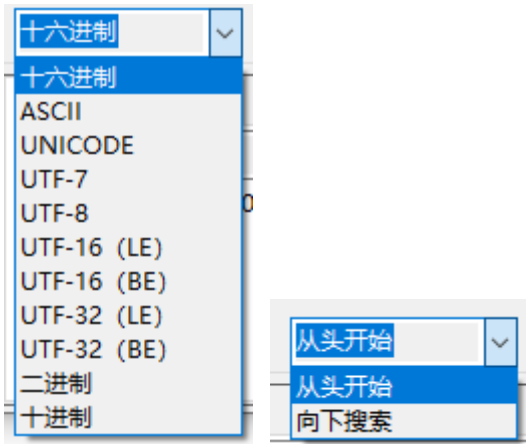 十六进制
十六进制
ASCII
UNICODE
UTF-7
UTF-8
UTF-16（LE）
UTF-16（BE）
UTF-32（LE）
UTF-32（BE）
二进制
十进制
从头开始
从头开始
向下搜索